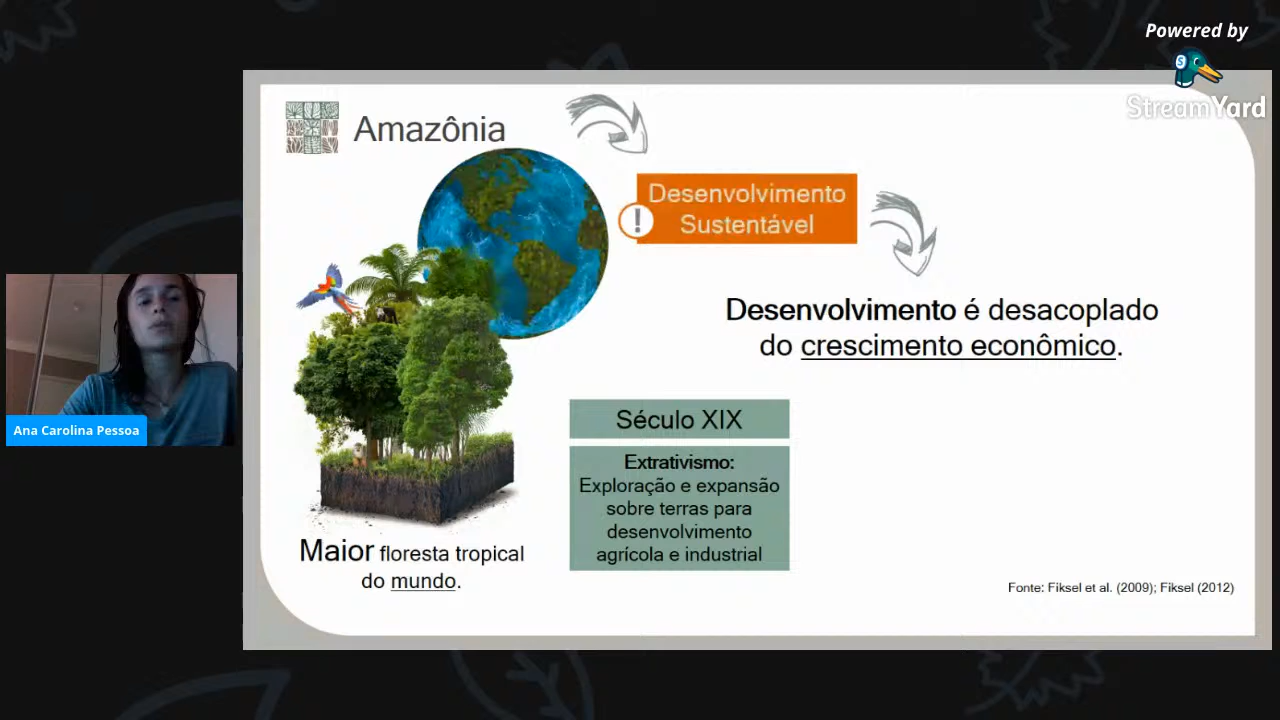 Powered by
StreamYard
Amazônia
Desenvolvimento
Sustentável
!
Desenvolvimento é desacoplado
do crescimento econômico.
Ana Carolina Pessoa
Século XIX
Extrativismo:
Exploração e expansão
sobre terras para
desenvolvimento
agrícola e industrial
Maior floresta tropical
do mundo.
Fonte: Fiksel et al. (2009); Fiksel (2012)